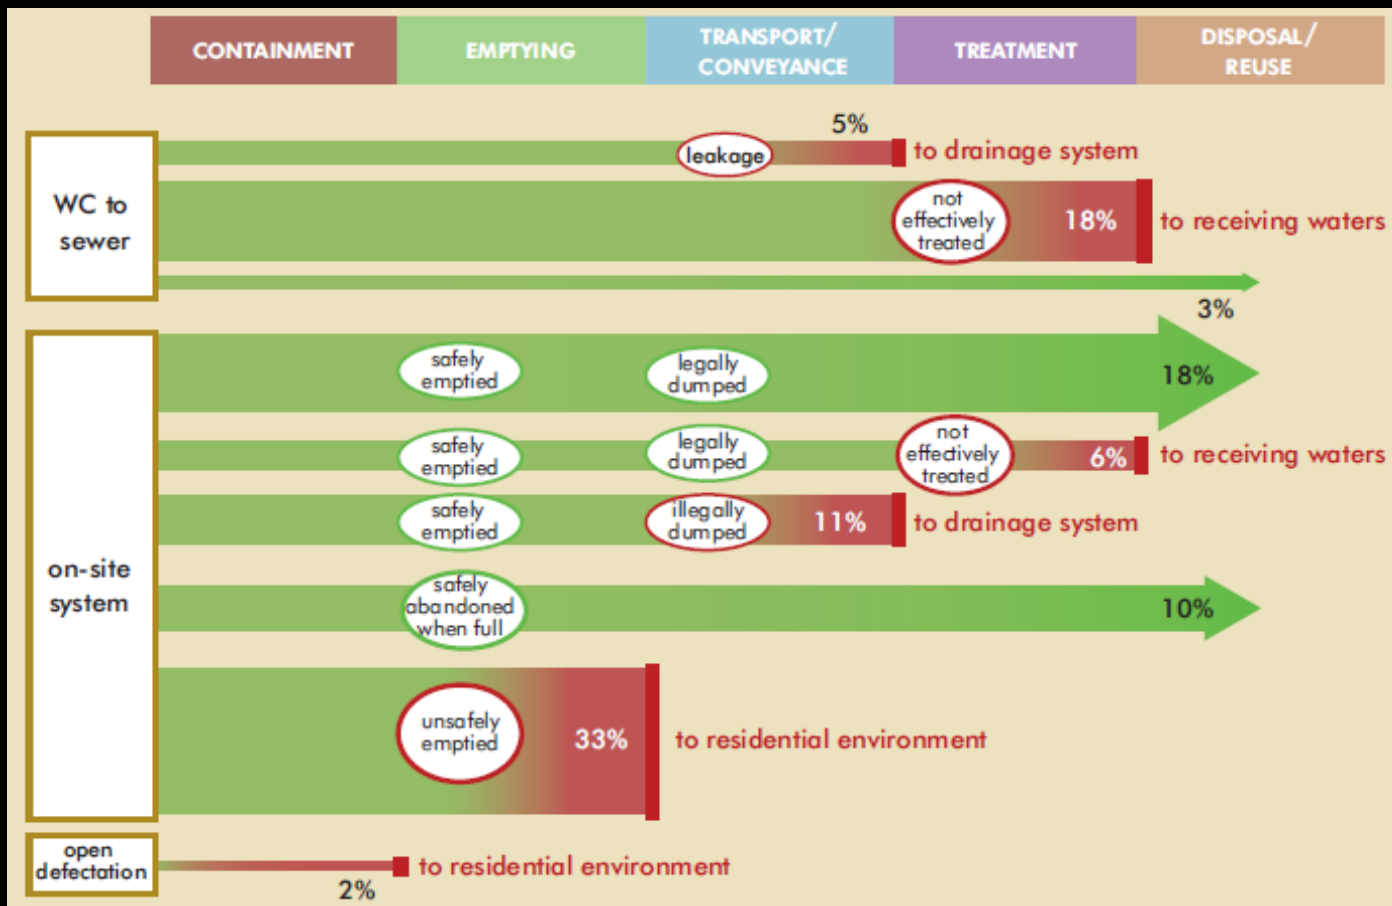 CONTAINMENT
EMPTYING
TRANSPORT/
CONVEYANCE
TREATMENT
DISPOSAL/
REUSE
WC to
sewer
5%
leakage
to drainage system
not
effectively
treated
18%
to receiving waters
3%
on-site
system
safely
emptied
legally
dumped
18%
safely
emptied
legally
dumped
not
effectively
treated
6%
to receiving waters
safely
emptied
illegally
dumped
11%
to drainage system
safely
abandoned
when full
10%
unsafely
emptied
33%
to residential environment
open
defectation
2%
to residential environment